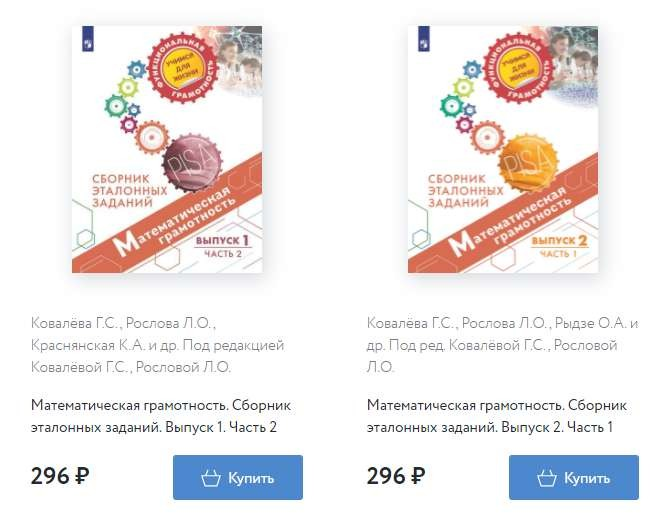 ФУНКЦИОНАЛЬНАЯ
УЧИМСЯ
ДЛЯ
ЖИЗНИ
ГРАМОТНОСТЬ
PISA
СБОРНИК
ЭТАЛОННЫХ
ЗАДАНИЙ
Математическая
грамотность
ВЫПУСК 1
ЧАСТЬ 2
Ковалёва Г.С., Рослова Л.О.,
Краснянская К.А. и др. Под редакцией
Ковалёвой Г.С., Рословой Л.О.
Математическая грамотность. Сборник
эталонных заданий. Выпуск 1. Часть 2
296 ₽
Купить
ФУНКЦИОНАЛЬНАЯ
УЧИМСЯ
ДЛЯ
ЖИЗНИ
ГРАМОТНОСТЬ
PISA
СБОРНИК
ЭТАЛОННЫХ
ЗАДАНИЙ
Математическая
грамотность
ВЫПУСК 2
ЧАСТЬ 1
Ковалёва Г.С., Рослова Л.О., Рыдзе О.А. и
др. Под ред. Ковалёвой Г.С., Рословой
Л.О.
Математическая грамотность. Сборник
эталонных заданий. Выпуск 2. Часть 1
296 ₽
Купить